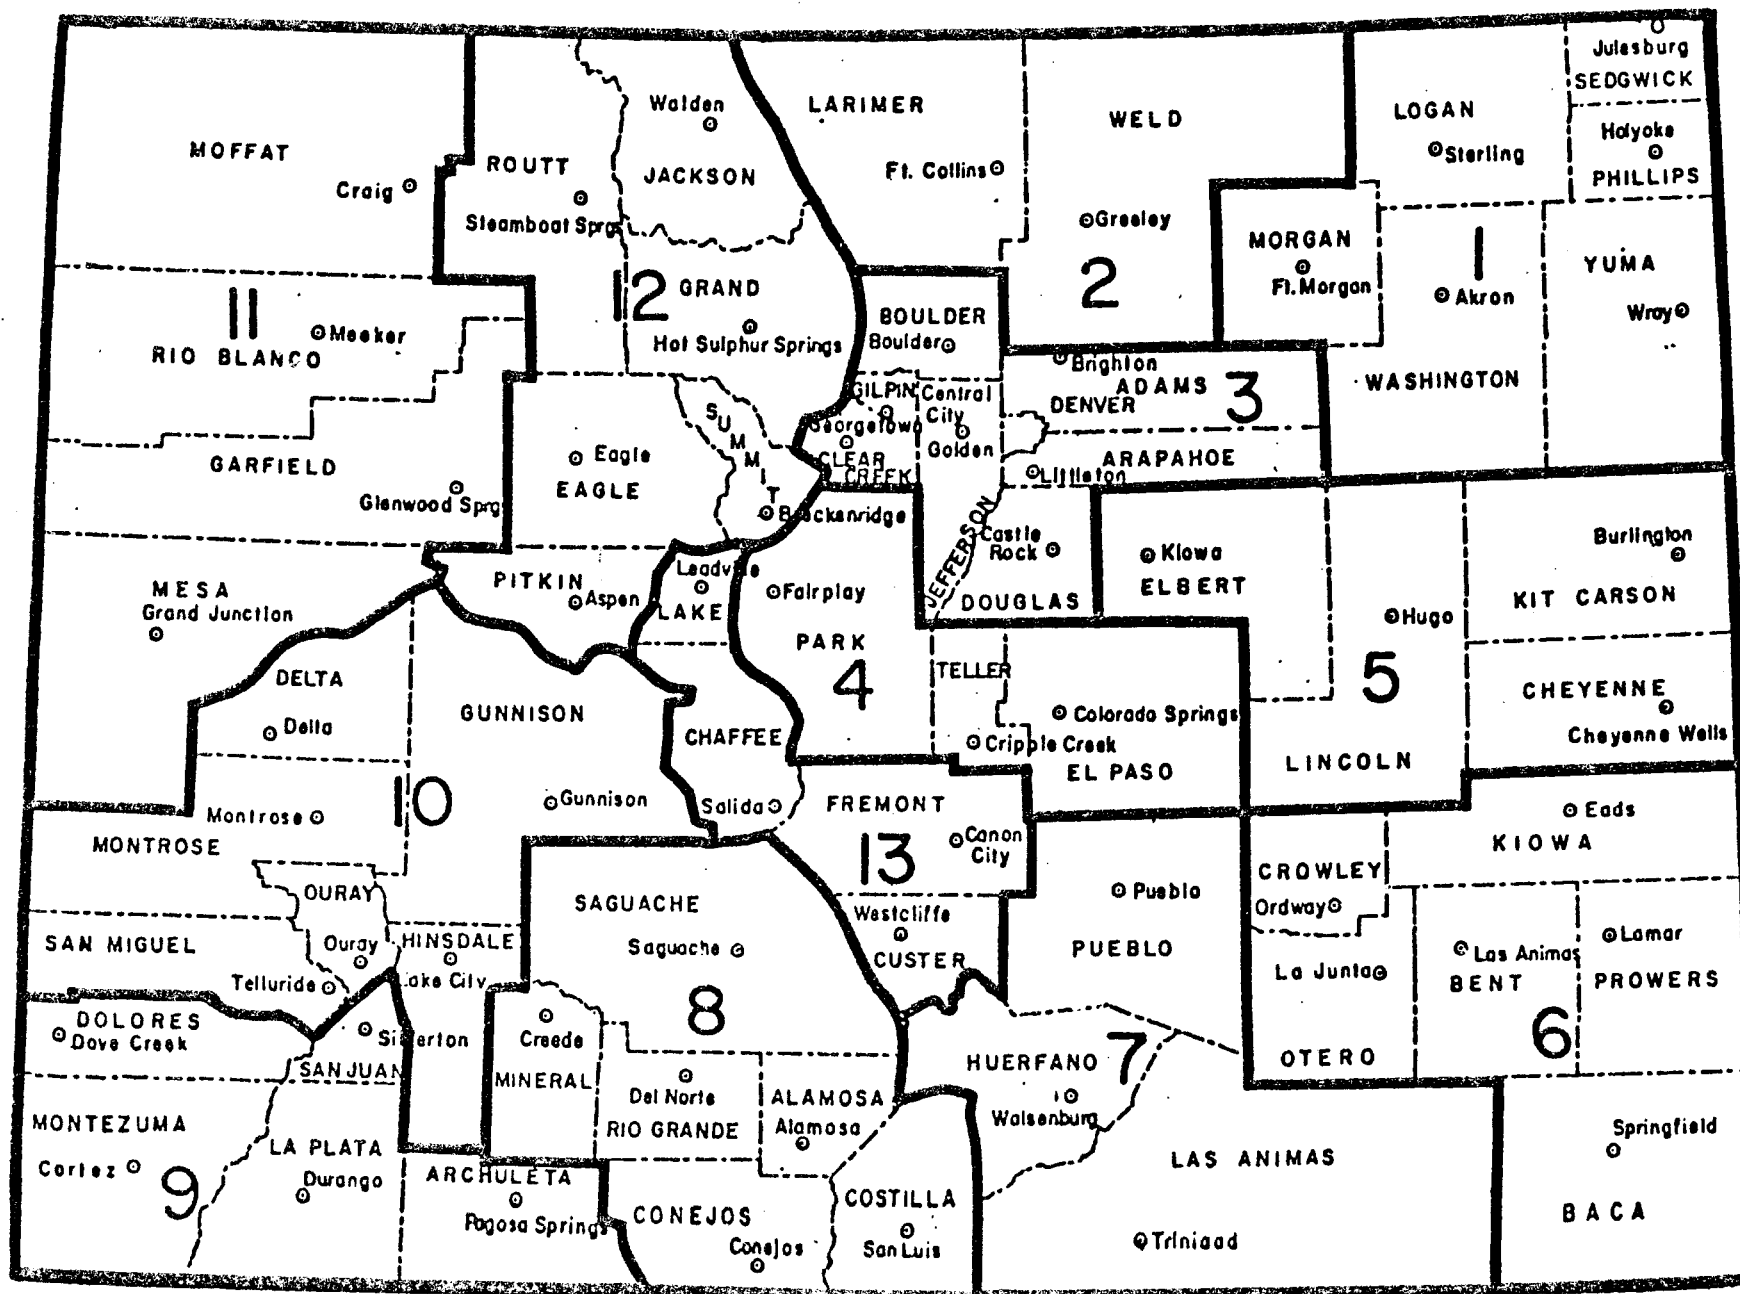 Julesburg
SEDGWICK
Walden
LARIMER
WELD
LOGAN
Holyoke
Sterling
PHILLIPS
MOFFAT
Craig
ROUTT
JACKSON
Ft. Collins
Steamboat Sprgs
Greeley
MORGAN
Ft. Morgan
1
Akron
YUMA
Wray
11
Meeker
RIO BLANCO
12
GRAND
Hot Sulphur Springs
2
BOULDER
Boulder
Brighton
ADAMS
3
WASHINGTON
GILPIN
Central
City
DENVER
Georgetown
Golden
CLEAR
CREEK
ARAPAHOE
Littleton
GARFIELD
Glenwood Sprgs
Eagle
EAGLE
SUMMIT
Breckenridge
JEFFERSON
Castle
Rock
DOUGLAS
Kiowa
ELBERT
Burlington
KIT CARSON
MESA
Grand Junction
PITKIN
Aspen
Leadville
LAKE
Fairplay
PARK
4
TELLER
Hugo
5
CHEYENNE
Cheyenne Wells
DELTA
Delta
GUNNISON
CHAFFEE
Colorado Springs
Cripple Creek
EL PASO
LINCOLN
Montrose
10
Gunnison
Salida
FREMONT
13
Canon
City
Eads
KIOWA
MONTROSE
OURAY
SAGUACHE
Pueblo
CROWLEY
Ordway
SAN MIGUEL
Ouray
HINSDALE
Saguache
Westcliffe
CUSTER
PUEBLO
La Junta
Las Animas
BENT
Lamar
PROWERS
Telluride
Lake City
DOLORES
Dove Creek
Silverton
SAN JUAN
Creede
MINERAL
8
HUERFANO
7
Walsenburg
OTERO
6
MONTEZUMA
Cortez
9
LA PLATA
Durango
Del Norte
RIO GRANDE
ALAMOSA
Alamosa
LAS ANIMAS
Springfield
ARCHULETA
Pagosa Springs
CONEJOS
Conejos
COSTILLA
San Luis
Triniaad
BACA